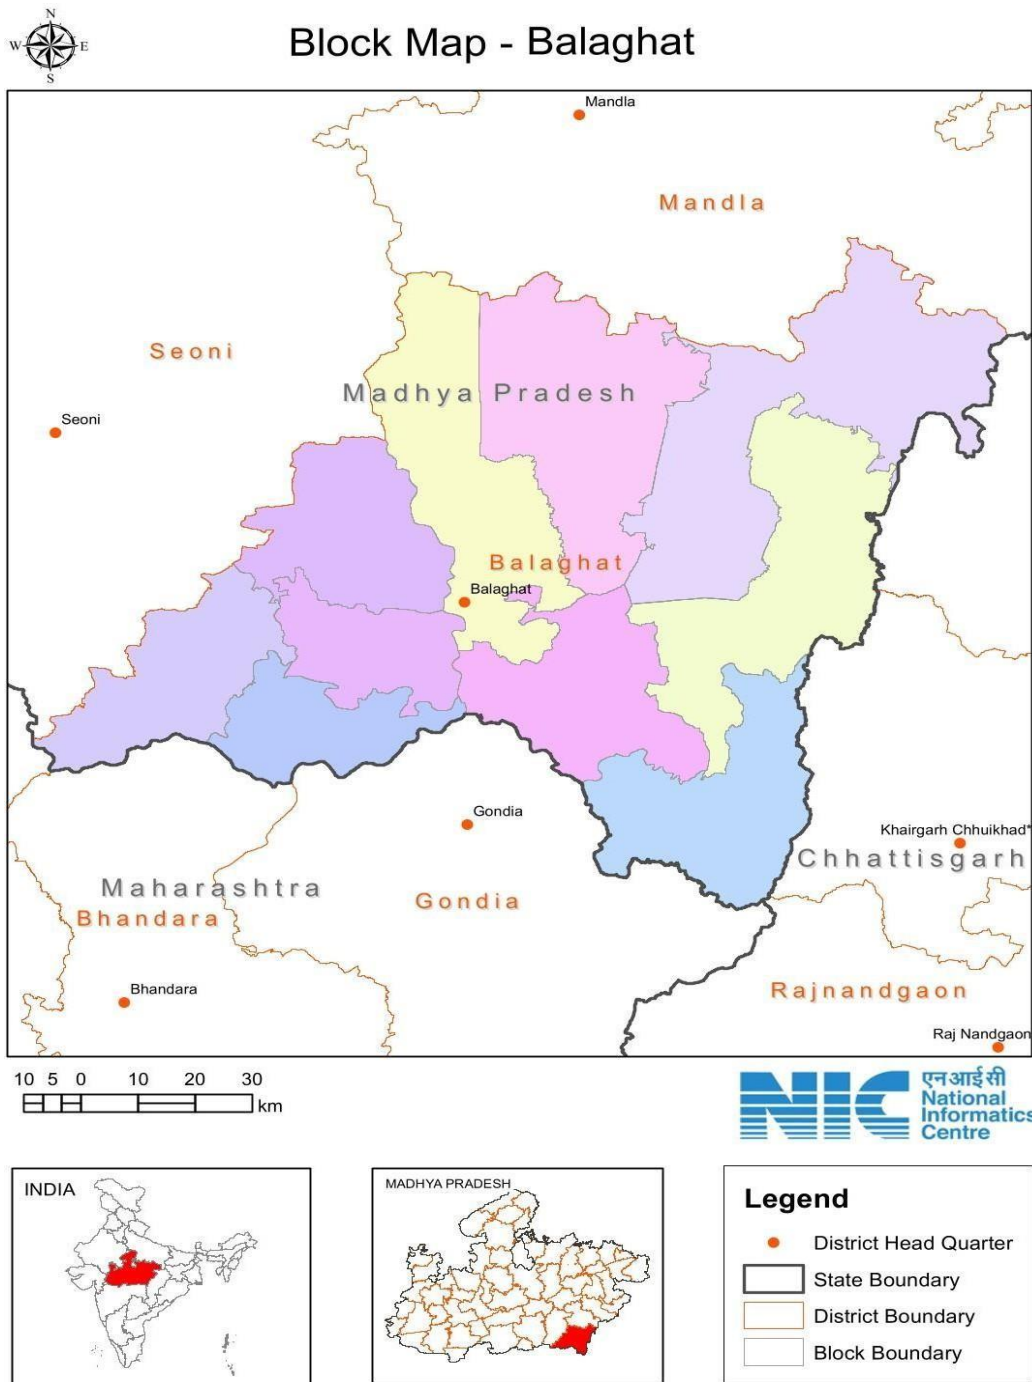 N
W E
S
Block Map - Balaghat
Mandla
Mandla
Seoni
Madhya Pradesh
Seoni
Balaghat
Balaghat
Gondia
Khairgarh Chhuikhad*
Chhattisgarh
Maharashtra
Gondia
Bhandara
Bhandara
Rajnandgaon
Raj Nandgaon
10 5 0 10 20 30
km
NIC
एनआईसी
National
Informatics
Centre
INDIA
MADHYA PRADESH
Legend
District Head Quarter
State Boundary
District Boundary
Block Boundary